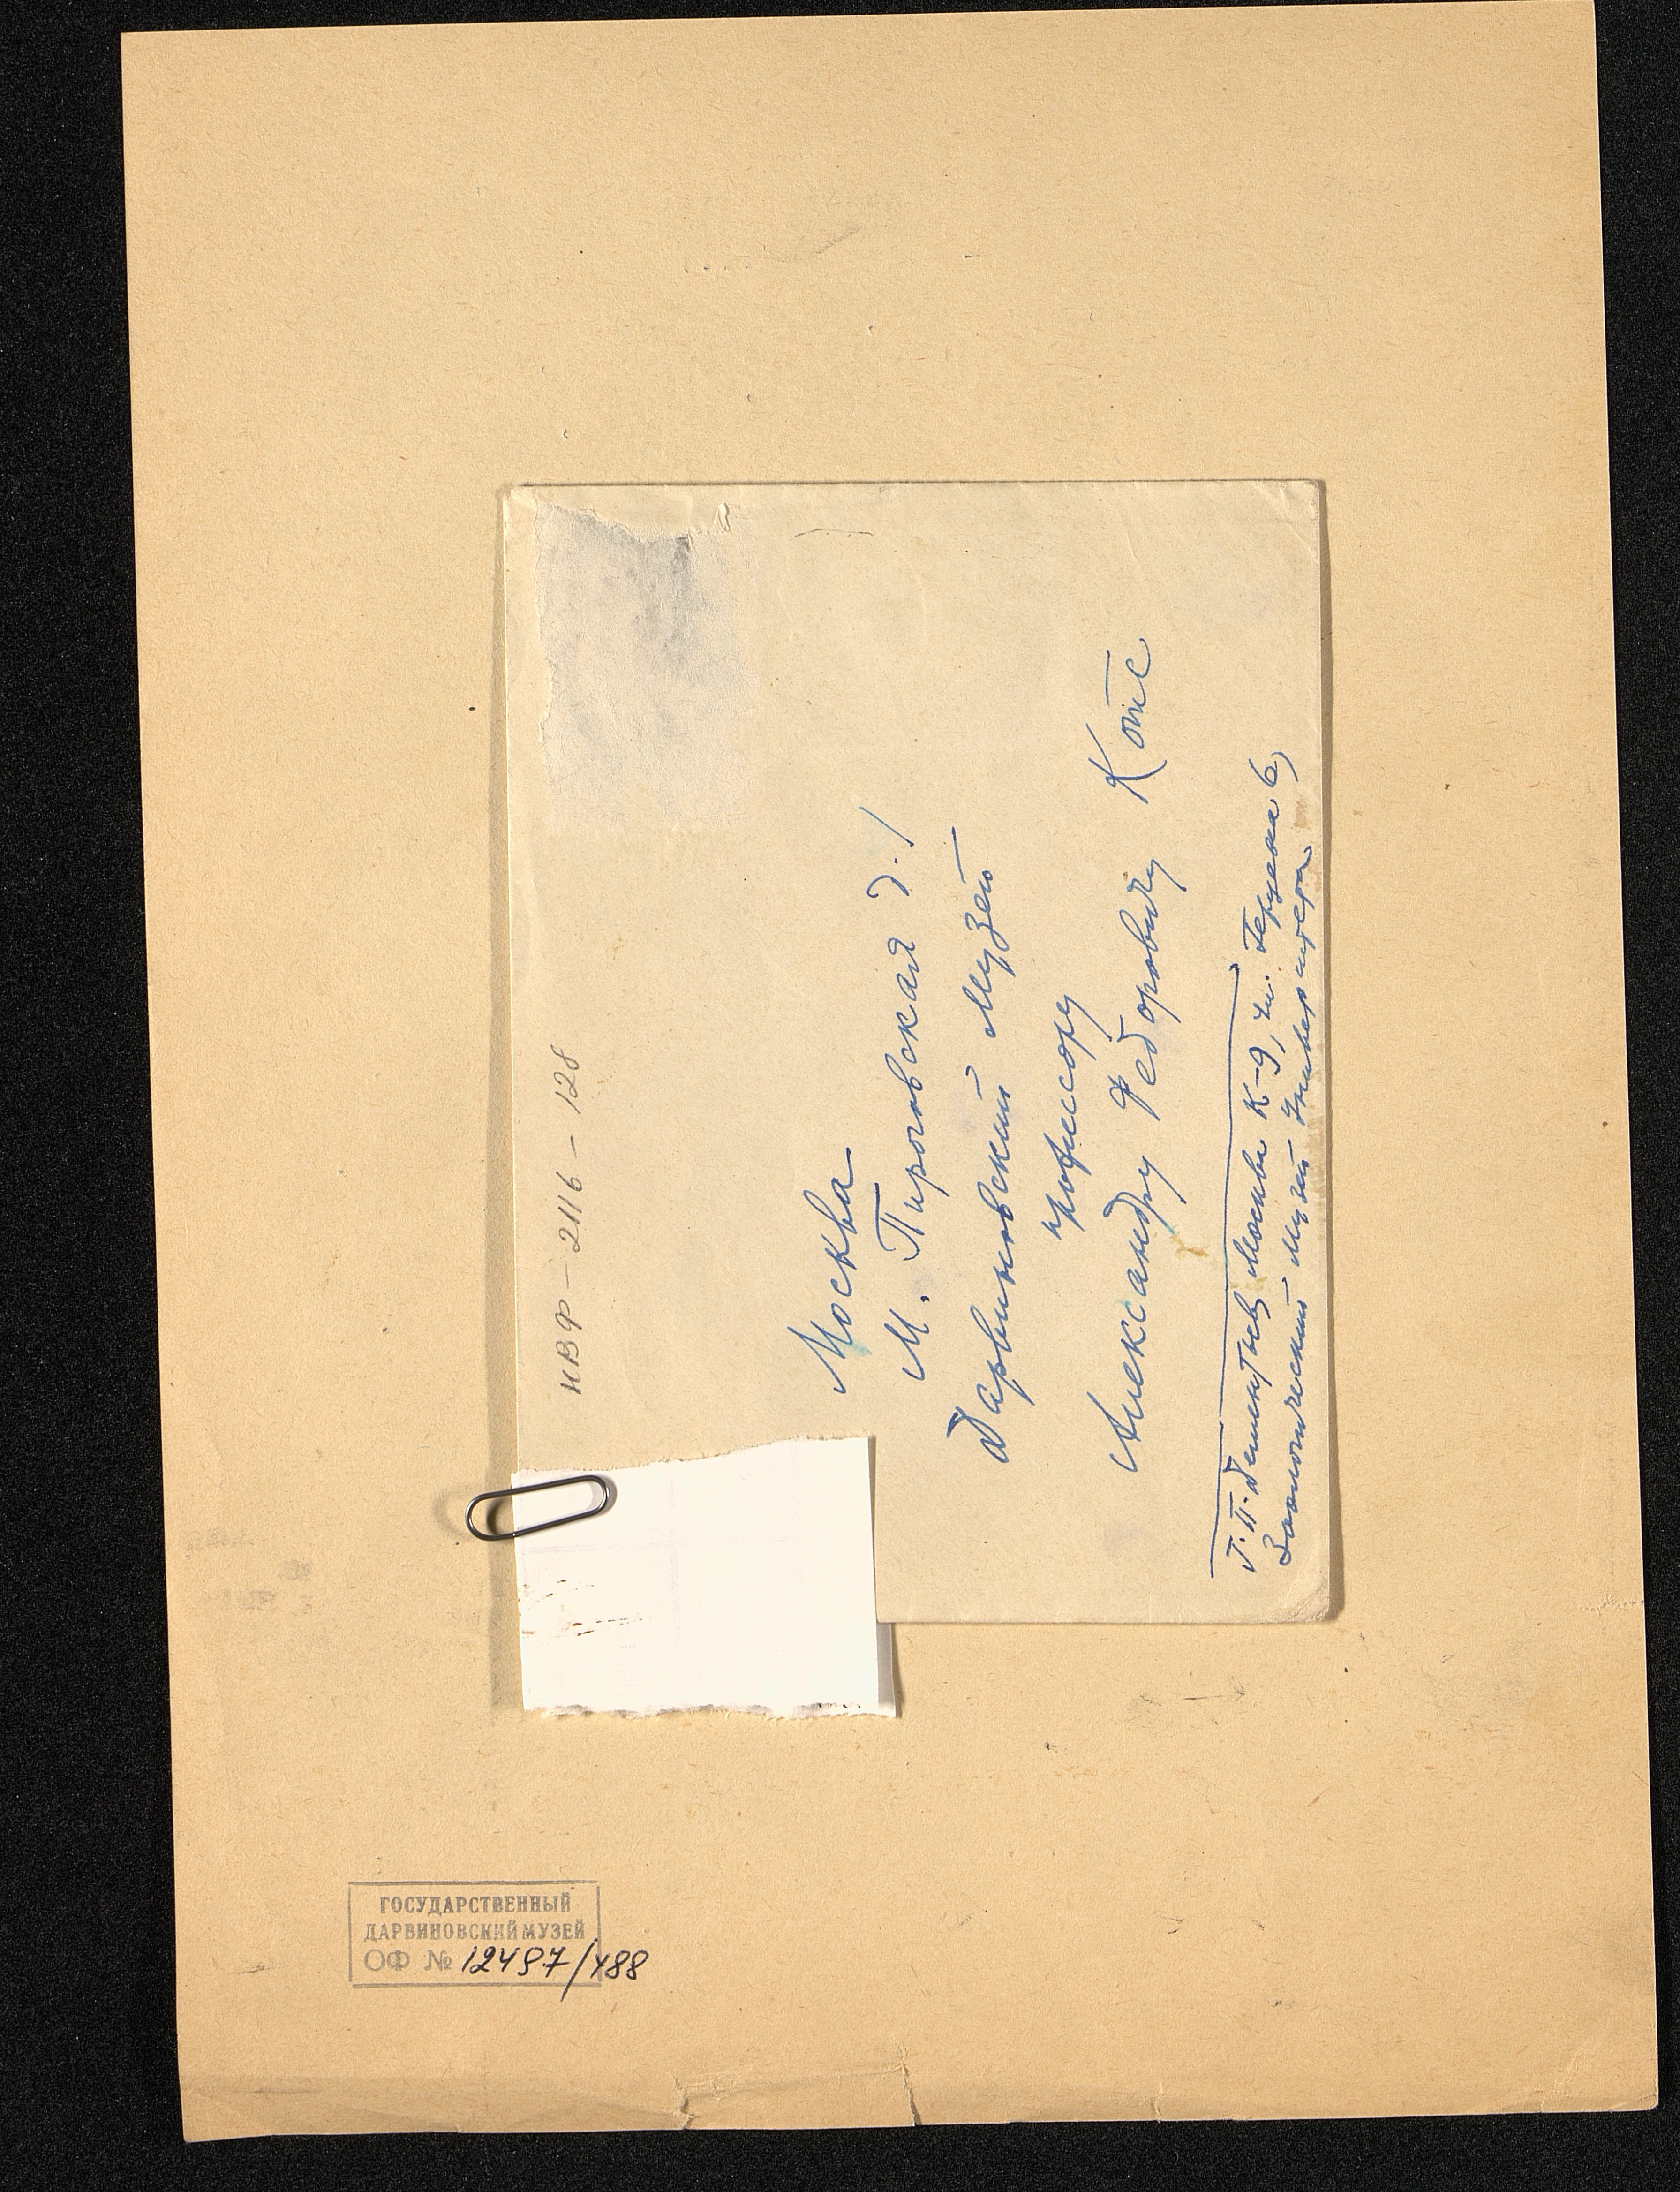 НВФ – 2116 – 128
Москва
М. Пироговская д. 1
Дарвиновский Музей
профессору
Александру Федоровичу Котс
Г. П. Дементьев, Москва К-9, ул. Герцена 6,
Зоологический Музей Университета
ГОСУДАРСТВЕННЫЙ
ДАРВИНОВСКИЙ МУЗЕЙ
ОФ № 12497/488